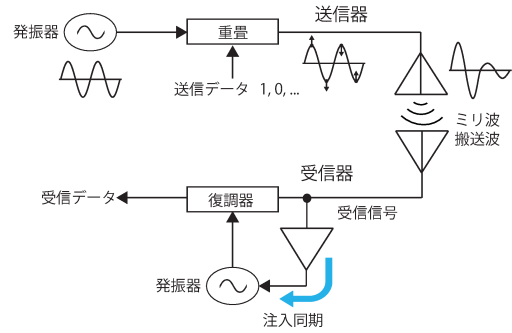 送信器
発振器
重畳
送信データ 1, 0, ...
ミリ波
搬送波
受信器
受信データ
復調器
受信信号
発振器
注入同期